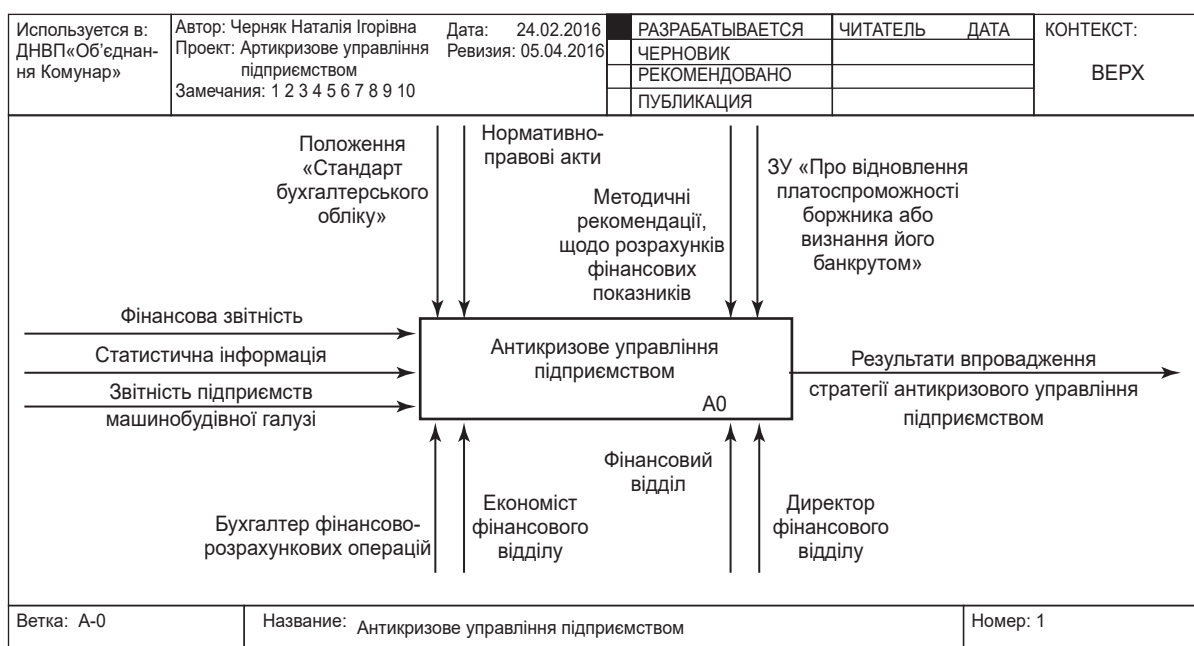 Используется в:
ДНВП«Об’єднан-
ня Комунар»
Автор: Черняк Наталія Ігорівна
Проект: Артикризове управління
підприємством
Замечания: 1 2 3 4 5 6 7 8 9 10
Дата: 24.02.2016
Ревизия: 05.04.2016
РАЗРАБАТЫВАЕТСЯ
ЧЕРНОВИК
РЕКОМЕНДОВАНО
ПУБЛИКАЦИЯ
ЧИТАТЕЛЬ ДАТА
КОНТЕКСТ:
ВЕРХ
Положення
«Стандарт
бухгалтерського
обліку»
Нормативно-
правові акти
Методичні
рекомендації,
щодо розрахунків
фінансових
показників
ЗУ «Про відновлення
платоспроможності
боржника або
визнання його
банкрутом»
Фінансова звітність
Статистична інформація
Звітність підприємств
машинобудівної галузі
Антикризове управління
підприємством
А0
Результати впровадження
стратегії антикризового управління
підприємством
Бухгалтер фінансово-
розрахункових операцій
Економіст
фінансового
відділу
Фінансовий
відділ
Директор
фінансового
відділу
Ветка: А-0
Название: Антикризове управління підприємством
Номер: 1